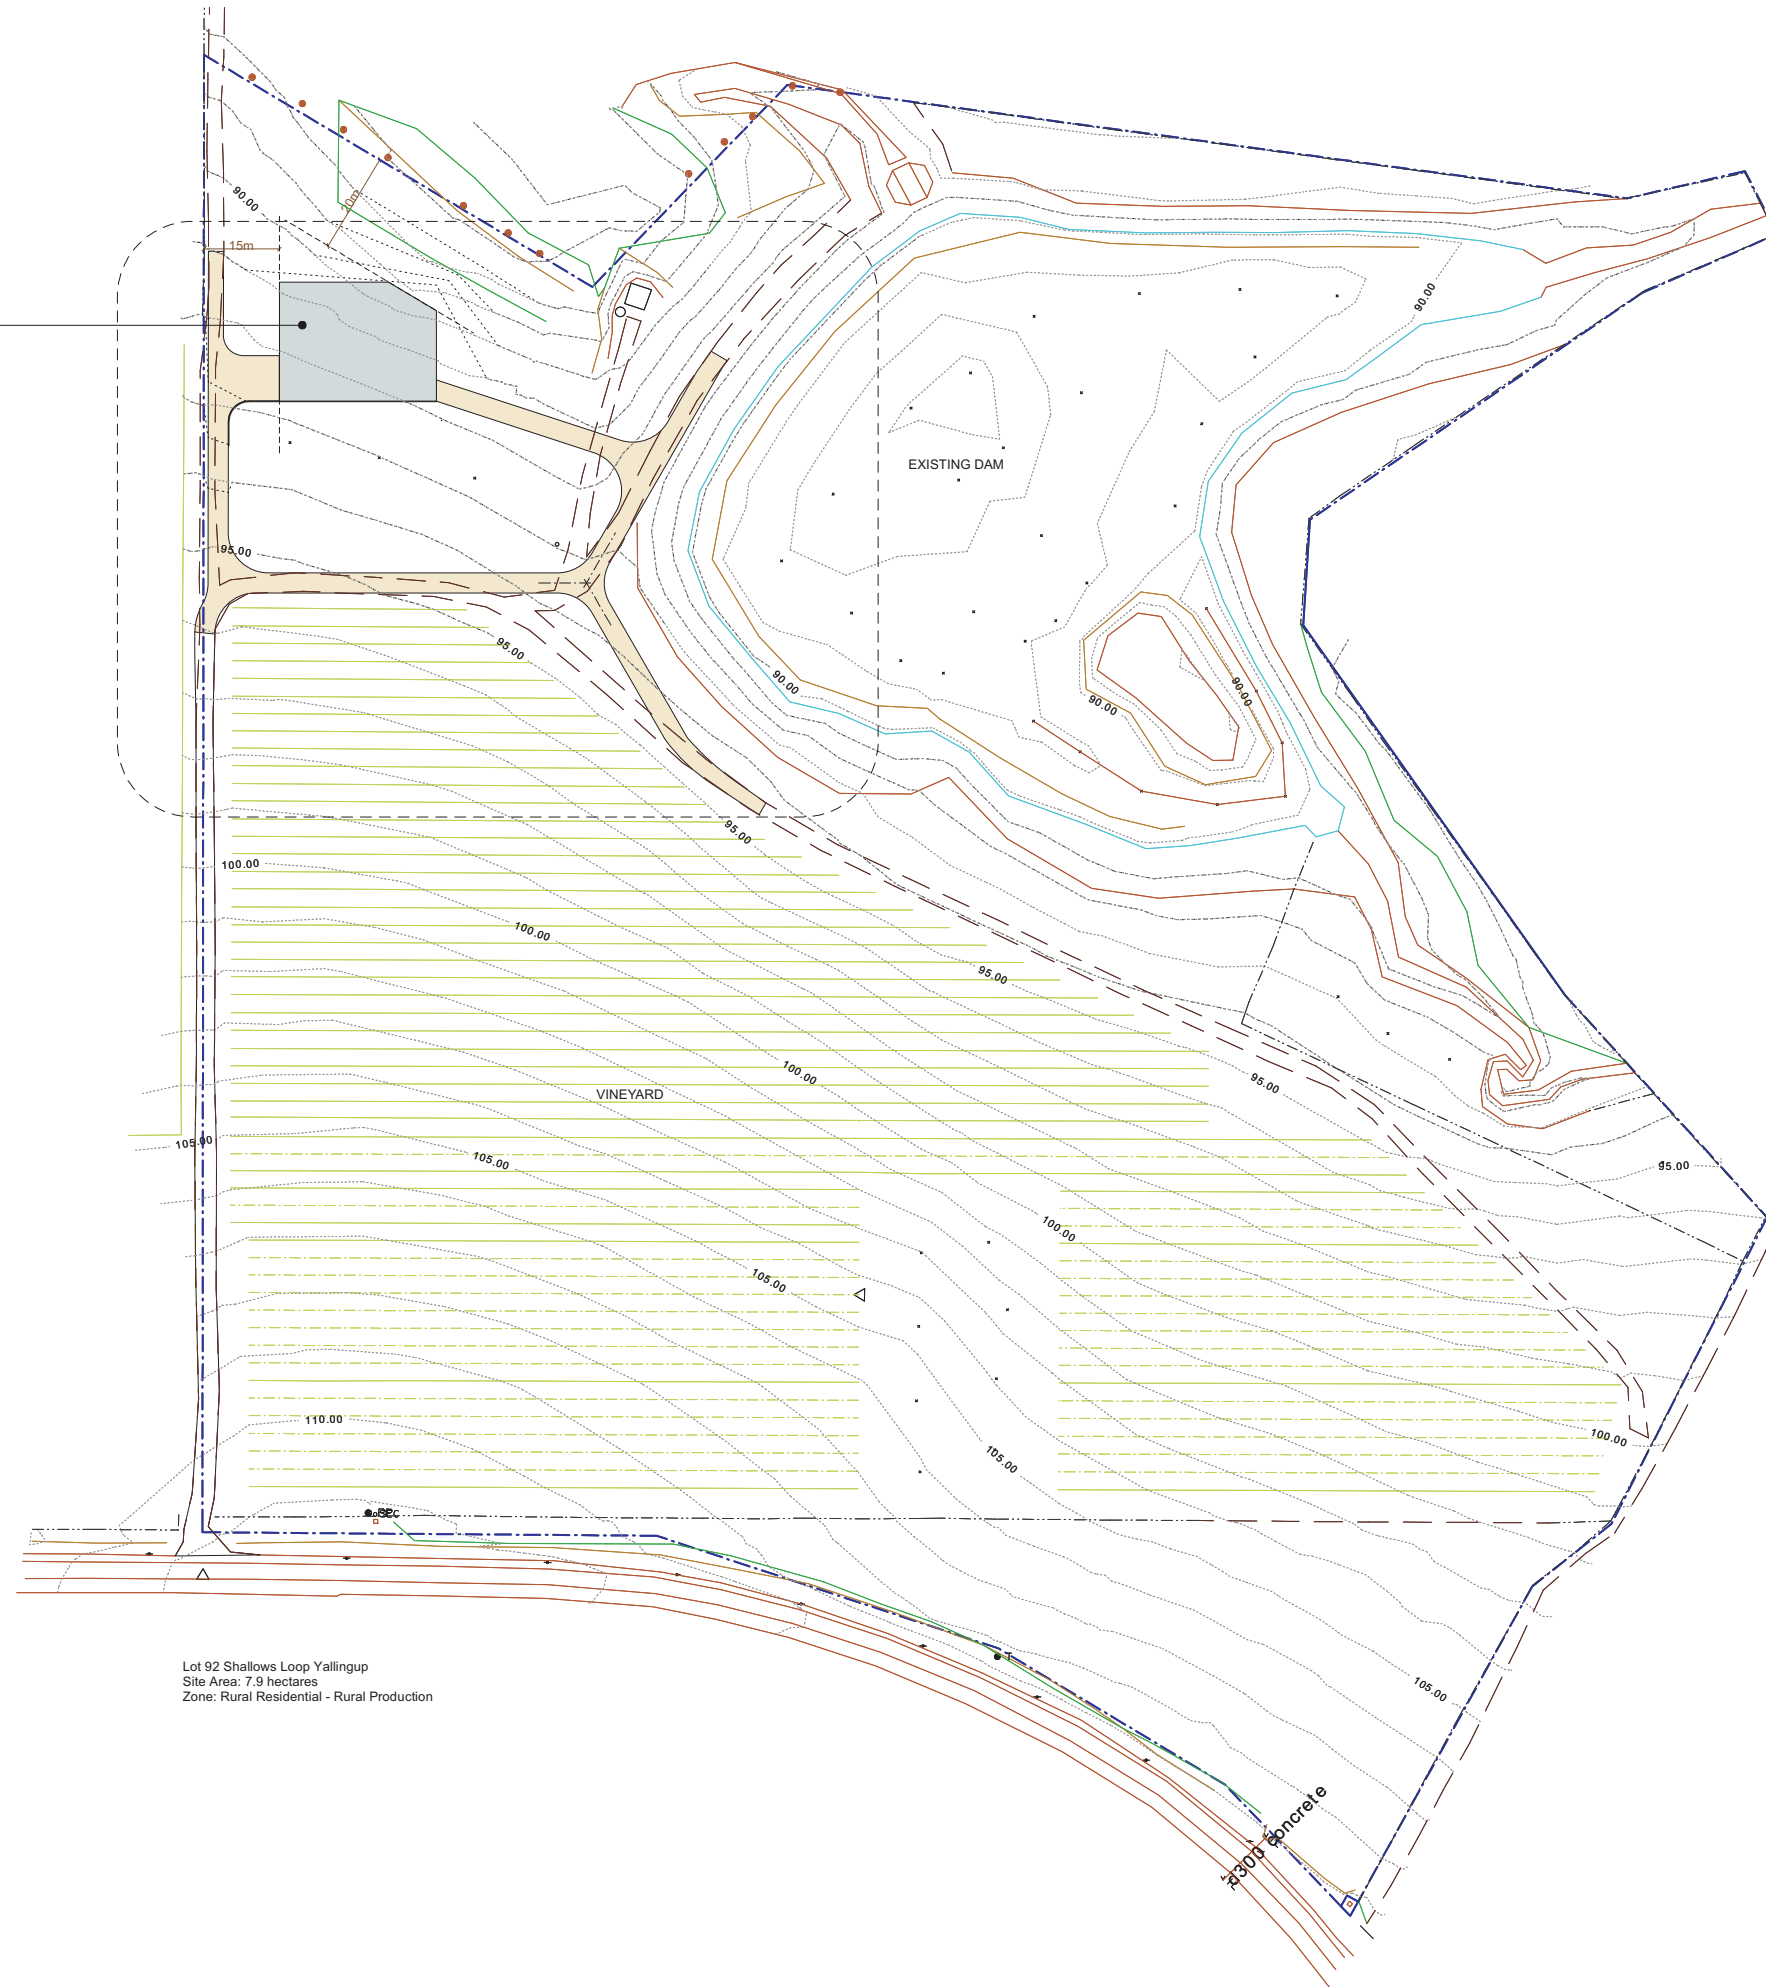 90.00
20m
15m
90.00
EXISTING DAM
95.00
95.00
90.00
90.00
90.00
95.00
100.00
100.00
95.00
100.00
95.00
VINEYARD
105.00
105.00
95.00
100.00
105.00
110.00
100.00
105.00
T
Lot 92 Shallows Loop Yallingup
Site Area: 7.9 hectares
Zone: Rural Residential - Rural Production
105.00
d300 concrete